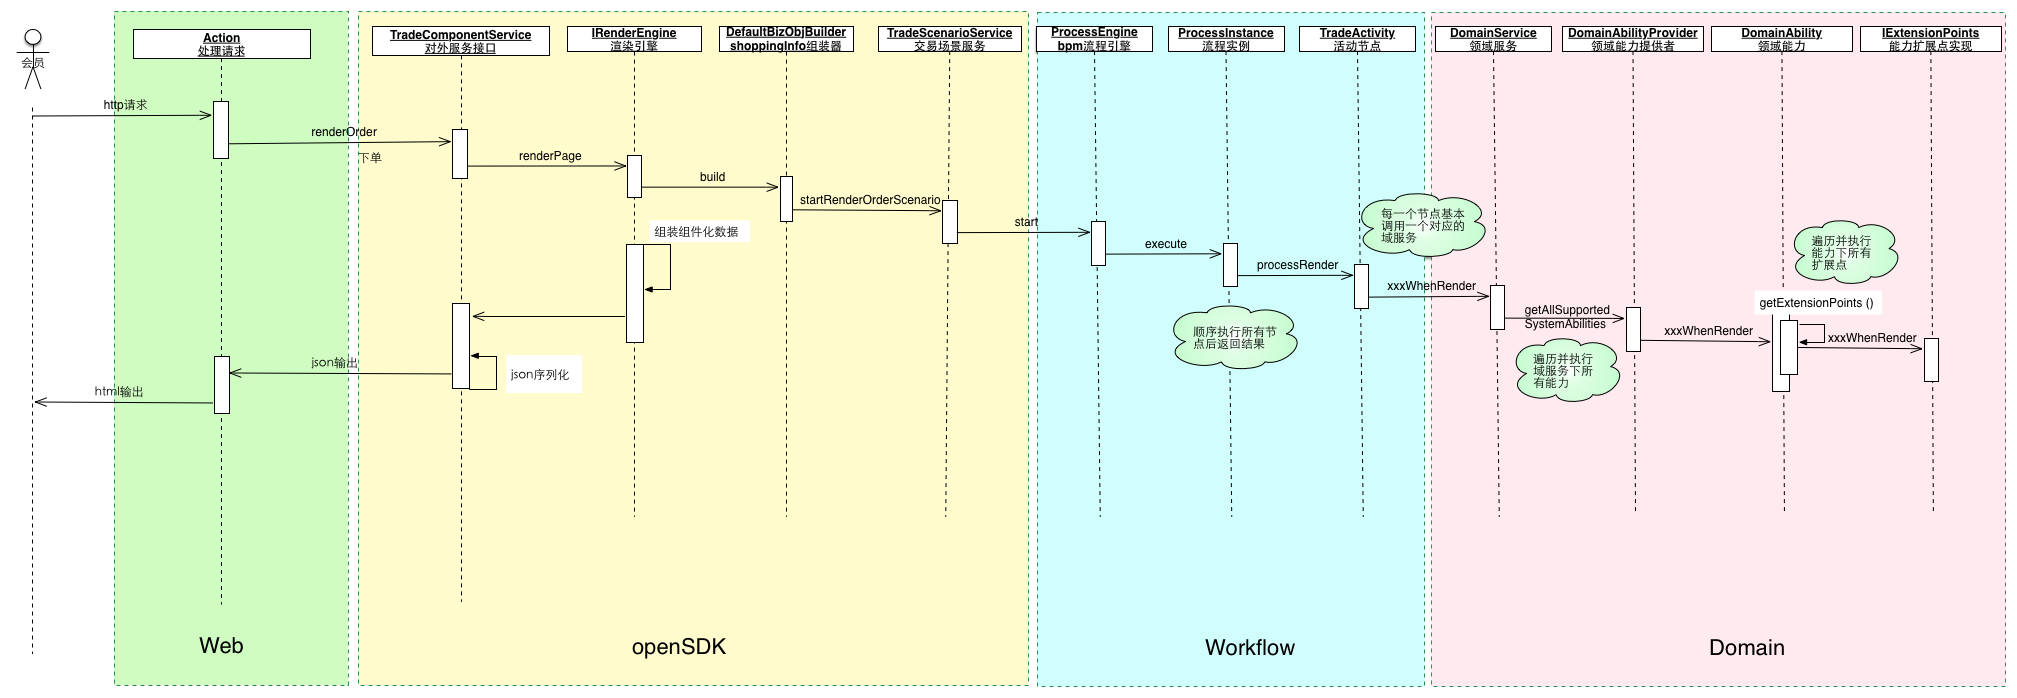 会员
Action
处理请求
TradeComponentService
对外服务接口
IRenderEngine
渲染引擎
DefaultBizObjBuilder
shoppingInfo组装器
TradeScenarioService
交易场景服务
ProcessEngine
bpm流程引擎
ProcessInstance
流程实例
TradeActivity
活动节点
DomainService
领域服务
DomainAbilityProvider
领域能力提供者
DomainAbility
领域能力
IExtensionPoints
能力扩展点实现
http请求
renderOrder
下单
renderPage
build
startRenderOrderScenario
start
execute
processRender
xxxWhenRender
getAllSupported
SystemAbilities
xxxWhenRender
getExtensionPoints ()
xxxWhenRender
每一个节点基本
调用一个对应的
域服务
遍历并执行
能力下所有
扩展点
组装组件化数据
顺序执行所有节
点后返回结果
遍历并执行
域服务下所
有能力
json输出
json序列化
html输出
Web
openSDK
Workflow
Domain